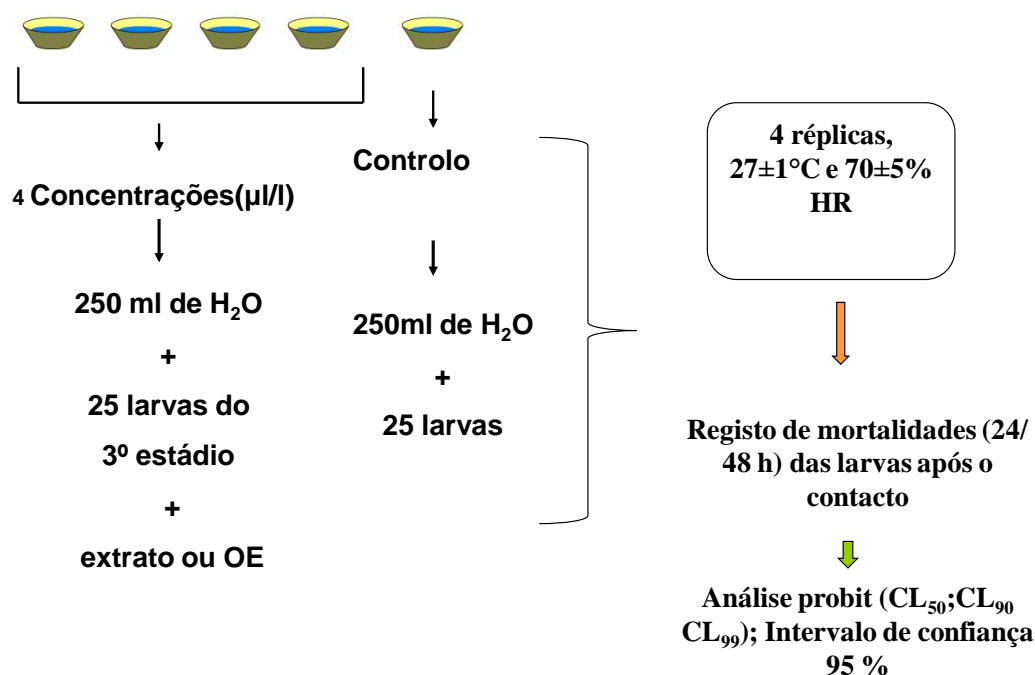 4 Concentrações(µl/l)
250 ml de H₂O
+
25 larvas do
3º estádio
+
extrato ou OE
Controlo
250ml de H₂O
+
25 larvas
4 réplicas,
27±1°C e 70±5%
HR
Registo de mortalidades (24/
48 h) das larvas após o
contacto
Análise probit (CL₅₀;CL₉₀
CL₉₉); Intervalo de confiança
95 %